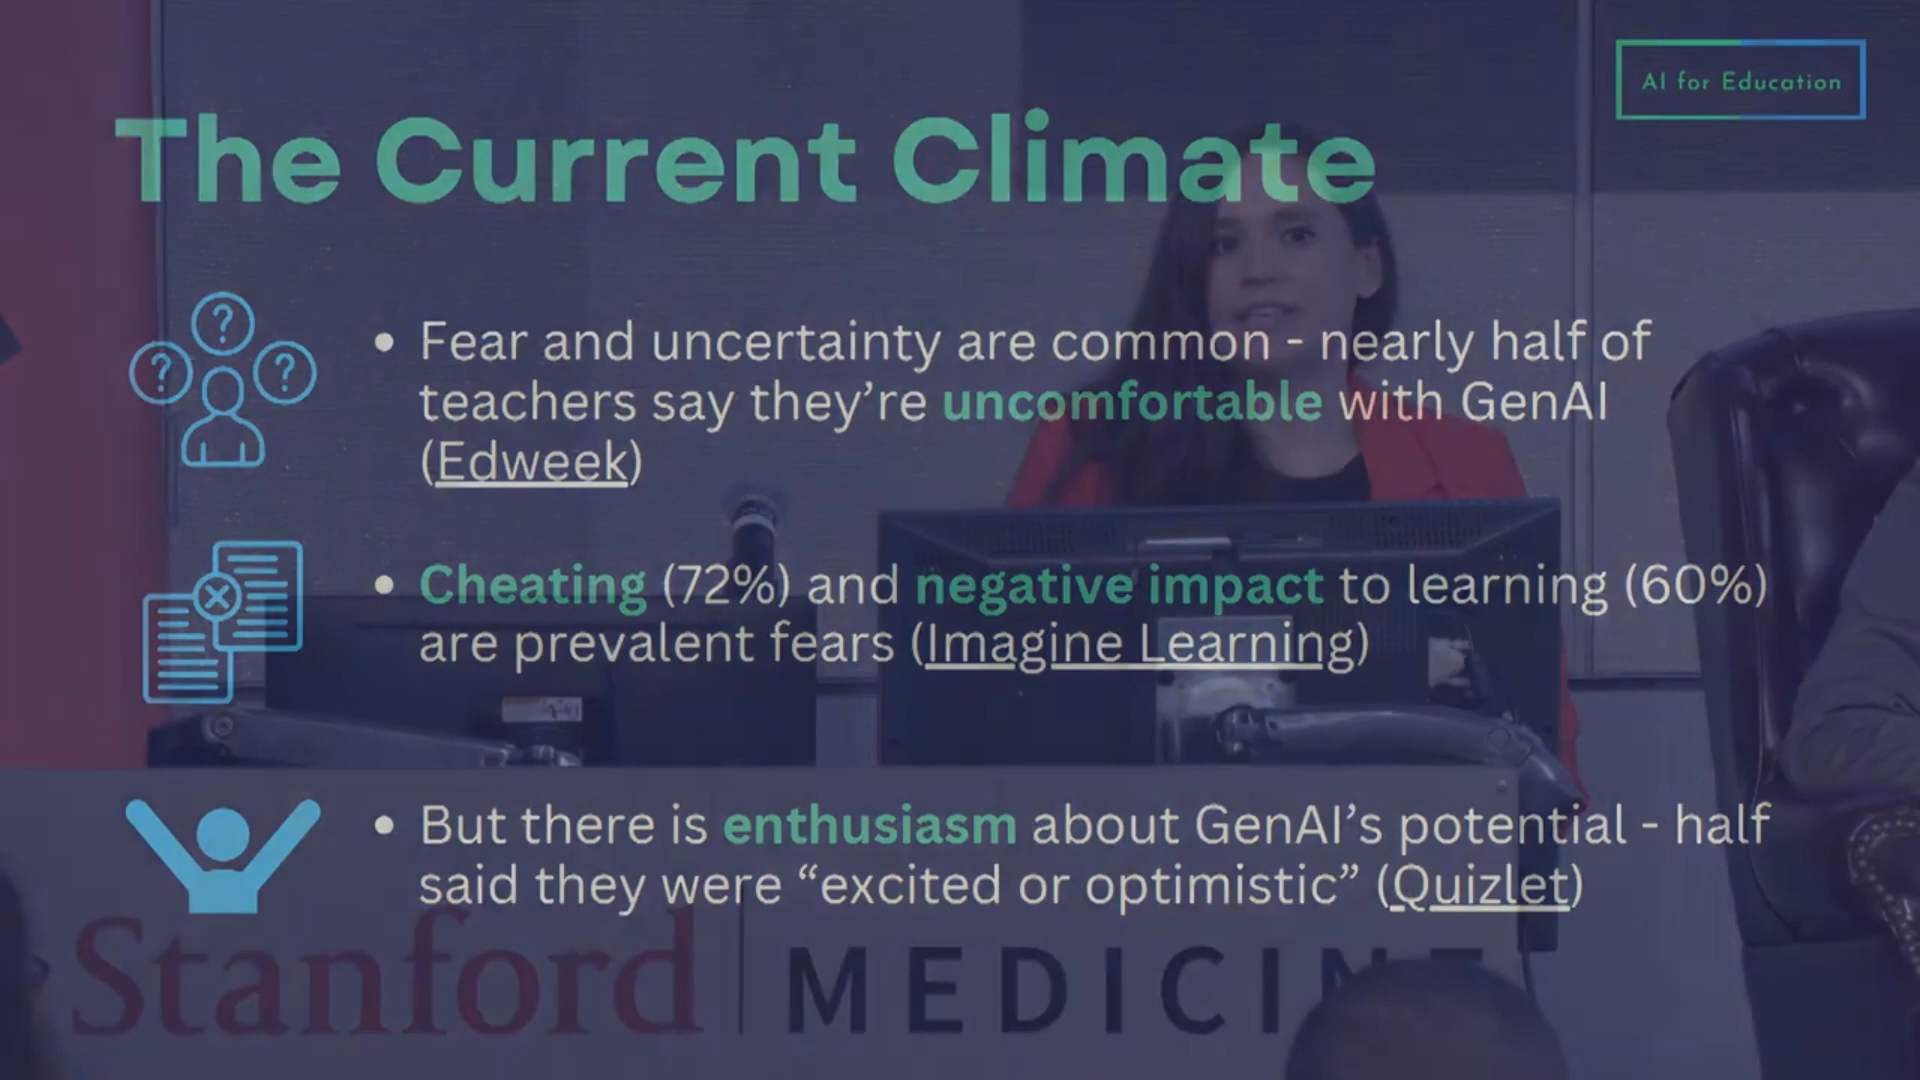 AI for Education
The Current Climate
• Fear and uncertainty are common - nearly half of
teachers say they’re uncomfortable with GenAI
(Edweek)
• Cheating (72%) and negative impact to learning (60%)
are prevalent fears (Imagine Learning)
• But there is enthusiasm about GenAI’s potential - half
said they were “excited or optimistic” (Quizlet)
Stanford MEDICINE